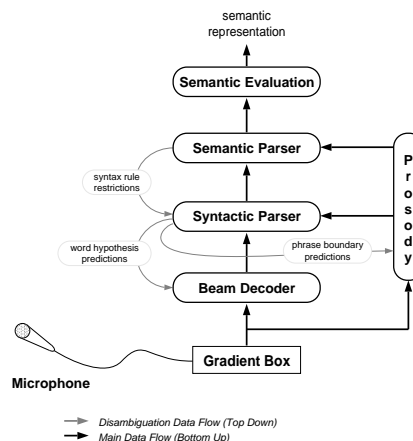 semantic
representation
Semantic Evaluation
Semantic Parser
syntax rule
restrictions
Syntactic Parser
word hypothesis
predictions
phrase boundary
predictions
Beam Decoder
Prosody
Gradient Box
Microphone
Disambiguation Data Flow (Top Down)
Main Data Flow (Bottom Up)